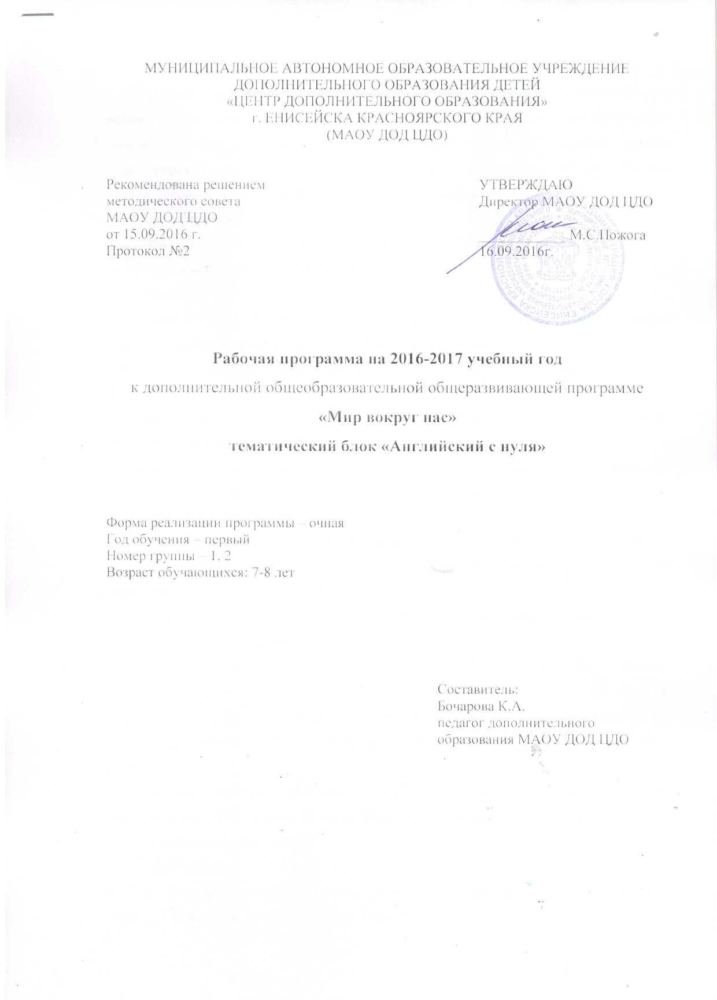 МУНИЦИПАЛЬНОЕ АВТОНОМНОЕ ОБРАЗОВАТЕЛЬНОЕ УЧРЕЖДЕНИЕ
ДОПОЛНИТЕЛЬНОГО ОБРАЗОВАНИЯ ДЕТЕЙ
«ЦЕНТР ДОПОЛНИТЕЛЬНОГО ОБРАЗОВАНИЯ»
г. ЕНИСЕЙСКА КРАСНОЯРСКОГО КРАЯ
(МАОУ ДОД ЦДО)
Рекомендована решением
методического совета
МАОУ ДОД ЦДО
от 15.09.2016 г.
Протокол №2
УТВЕРЖДАЮ
Директор МАОУ ДОД ЦДО
М.С.Пожога
16.09.2016г.
Рабочая программа на 2016-2017 учебный год
к дополнительной общеобразовательной общеразвивающей программе
«Мир вокруг нас»
тематический блок «Английский с нуля»
Форма реализации программы – очная
Год обучения – первый
Номер группы – 1, 2
Возраст обучающихся: 7-8 лет
Составитель:
Бочарова К.А.
педагог дополнительного
образования МАОУ ДОД ЦДО